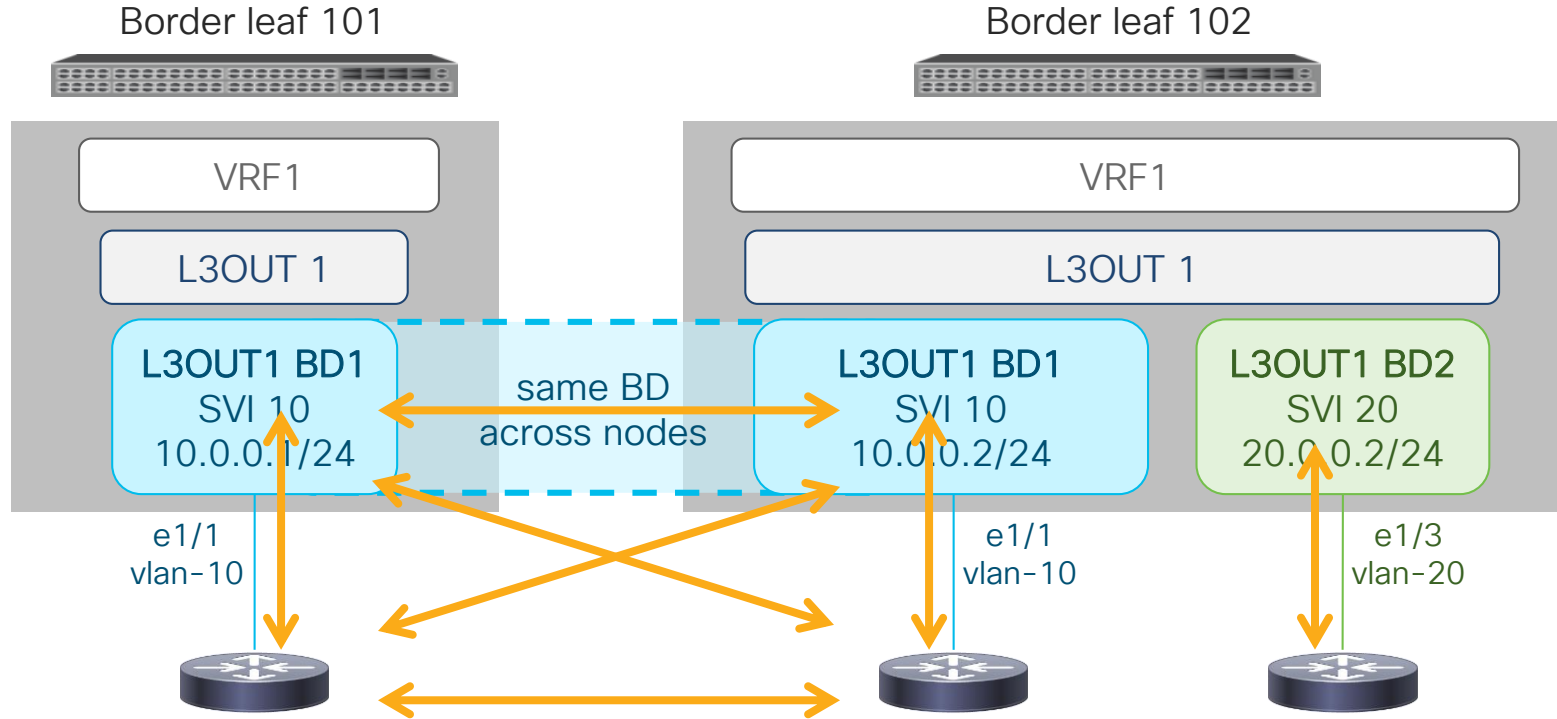 Border leaf 101
Border leaf 102
VRF1
VRF1
L3OUT 1
L3OUT 1
L3OUT1 BD1
SVI 10
10.0.0.1/24
same BD
across nodes
L3OUT1 BD1
SVI 10
10.0.0.2/24
L3OUT1 BD2
SVI 20
20.0.0.2/24
e1/1
vlan-10
e1/1
vlan-10
e1/3
vlan-20